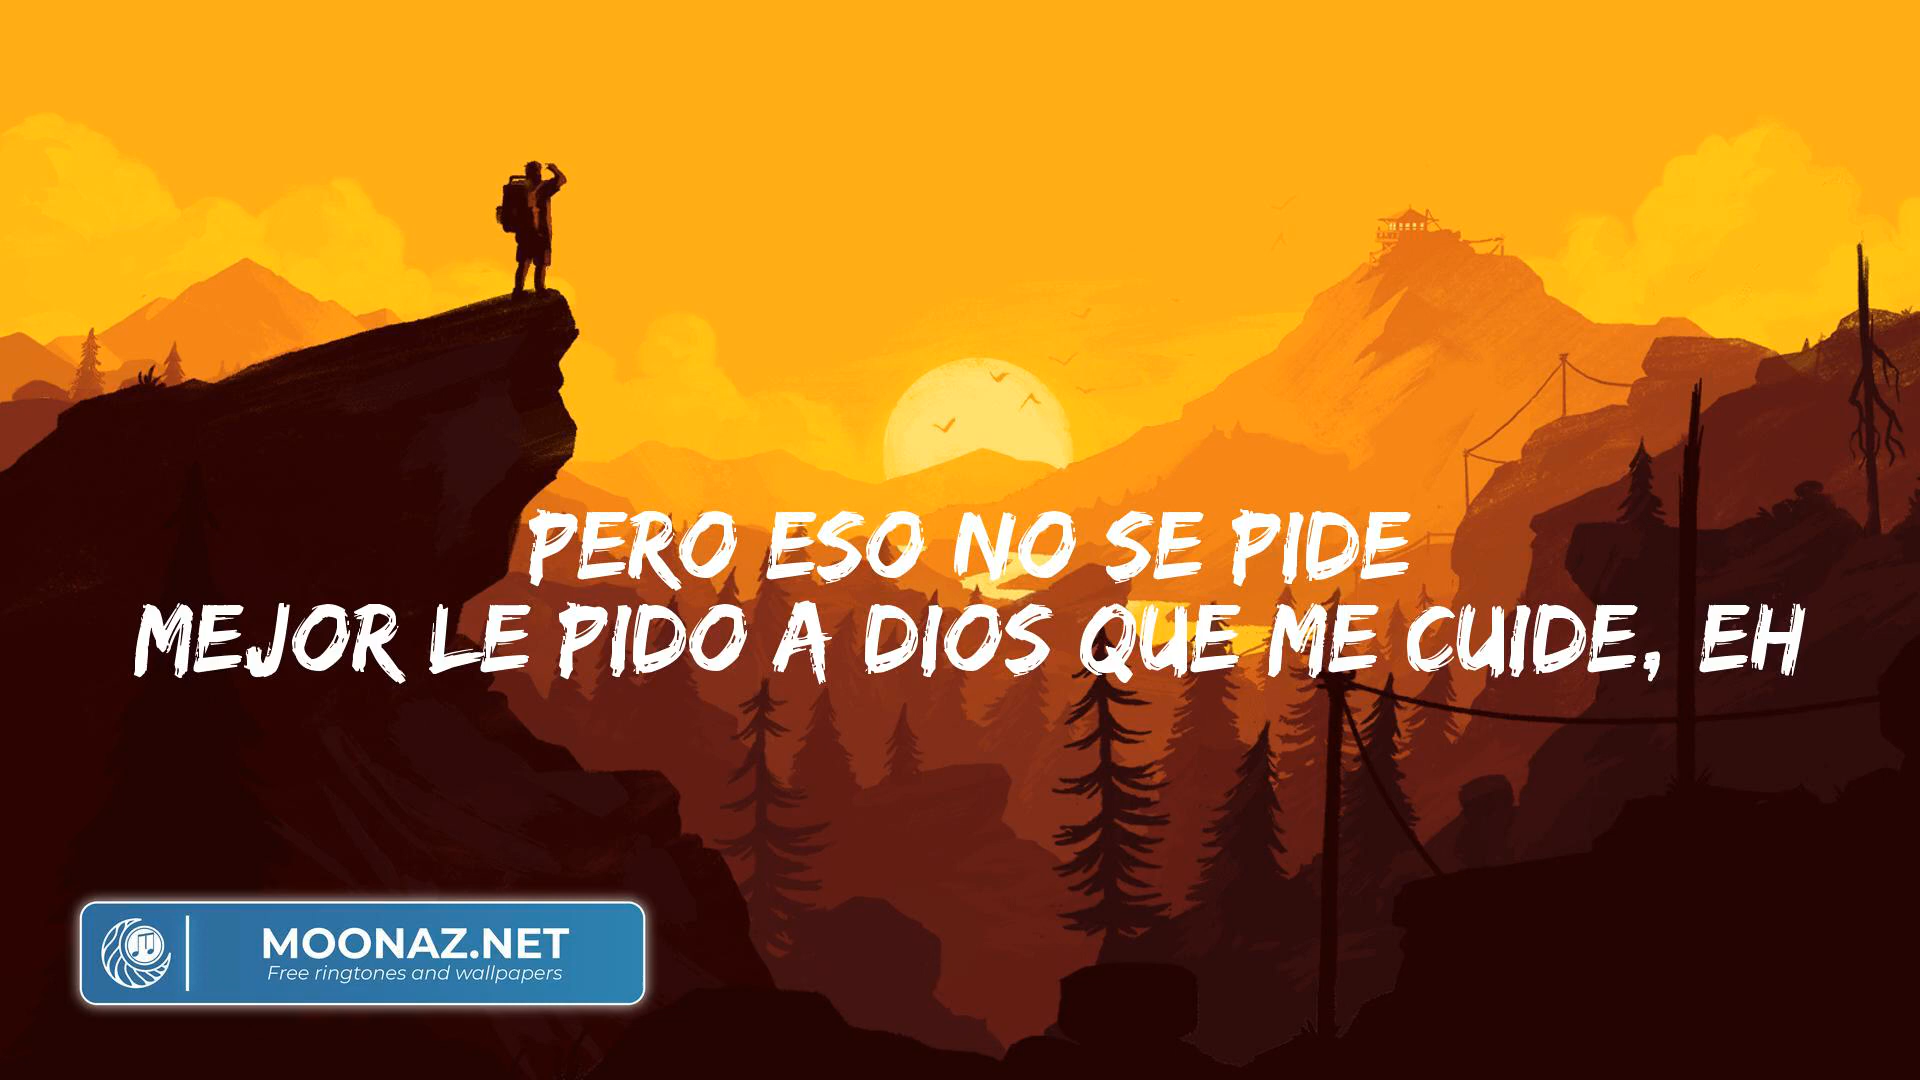 PERO ESO NO SE PIDE
MEJOR LE PIDO A DIOS QUE ME CUIDE, EH
MOONAZ.NET
Free ringtones and wallpapers